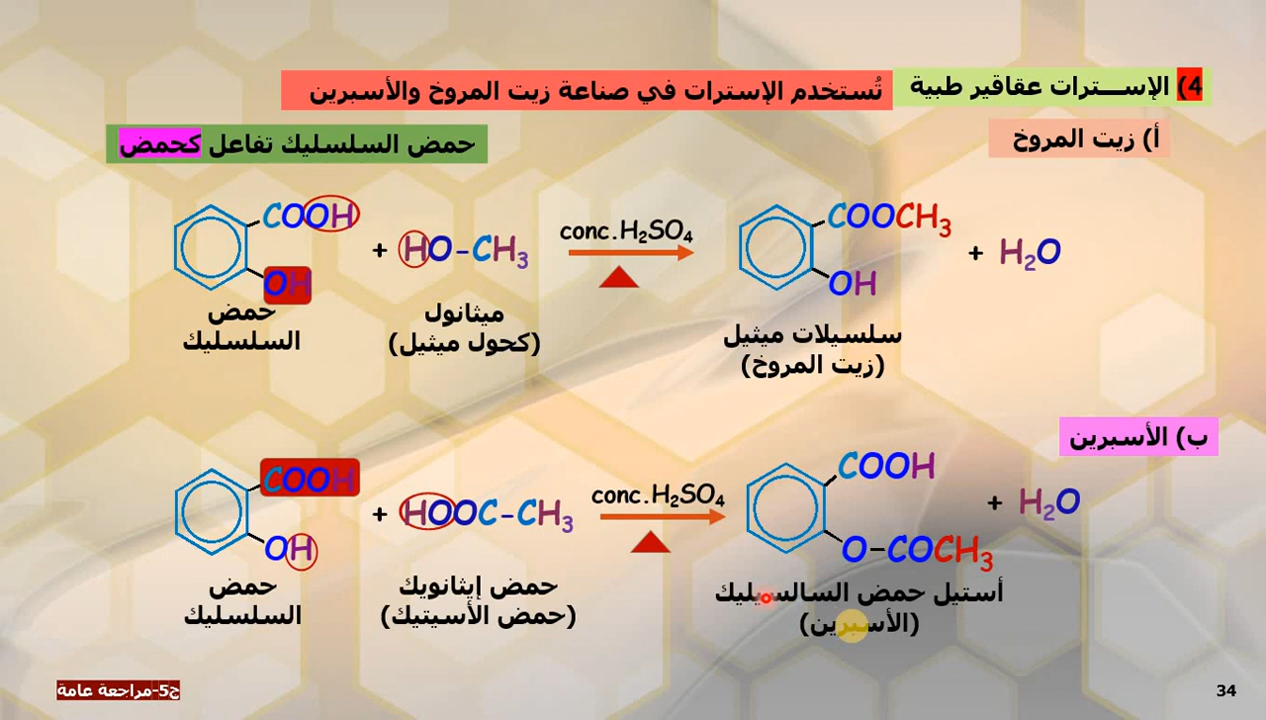 4) الإســـترات عقاقير طبية
تُستخدم الإسترات في صناعة زيت المروخ والأسبرين
أ) زيت المروخ
حمض السلسليك تفاعل كحمض
COOH
OH
+ HO-CH₃
conc.H₂SO₄
COOCH₃
OH
+ H₂O
حمض
السلسليك
ميثانول
(كحول ميثيل)
سلسيلات ميثيل
(زيت المروخ)
ب) الأسبرين
COOH
OH
+ HOOC-CH₃
conc.H₂SO₄
COOH
O-COCH₃
+ H₂O
حمض
السلسليك
حمض إيثانويك
(حمض الأسيتيك)
أستيل حمض السالسيليك
(الأسبرين)
ج5-مراجعة عامة
34